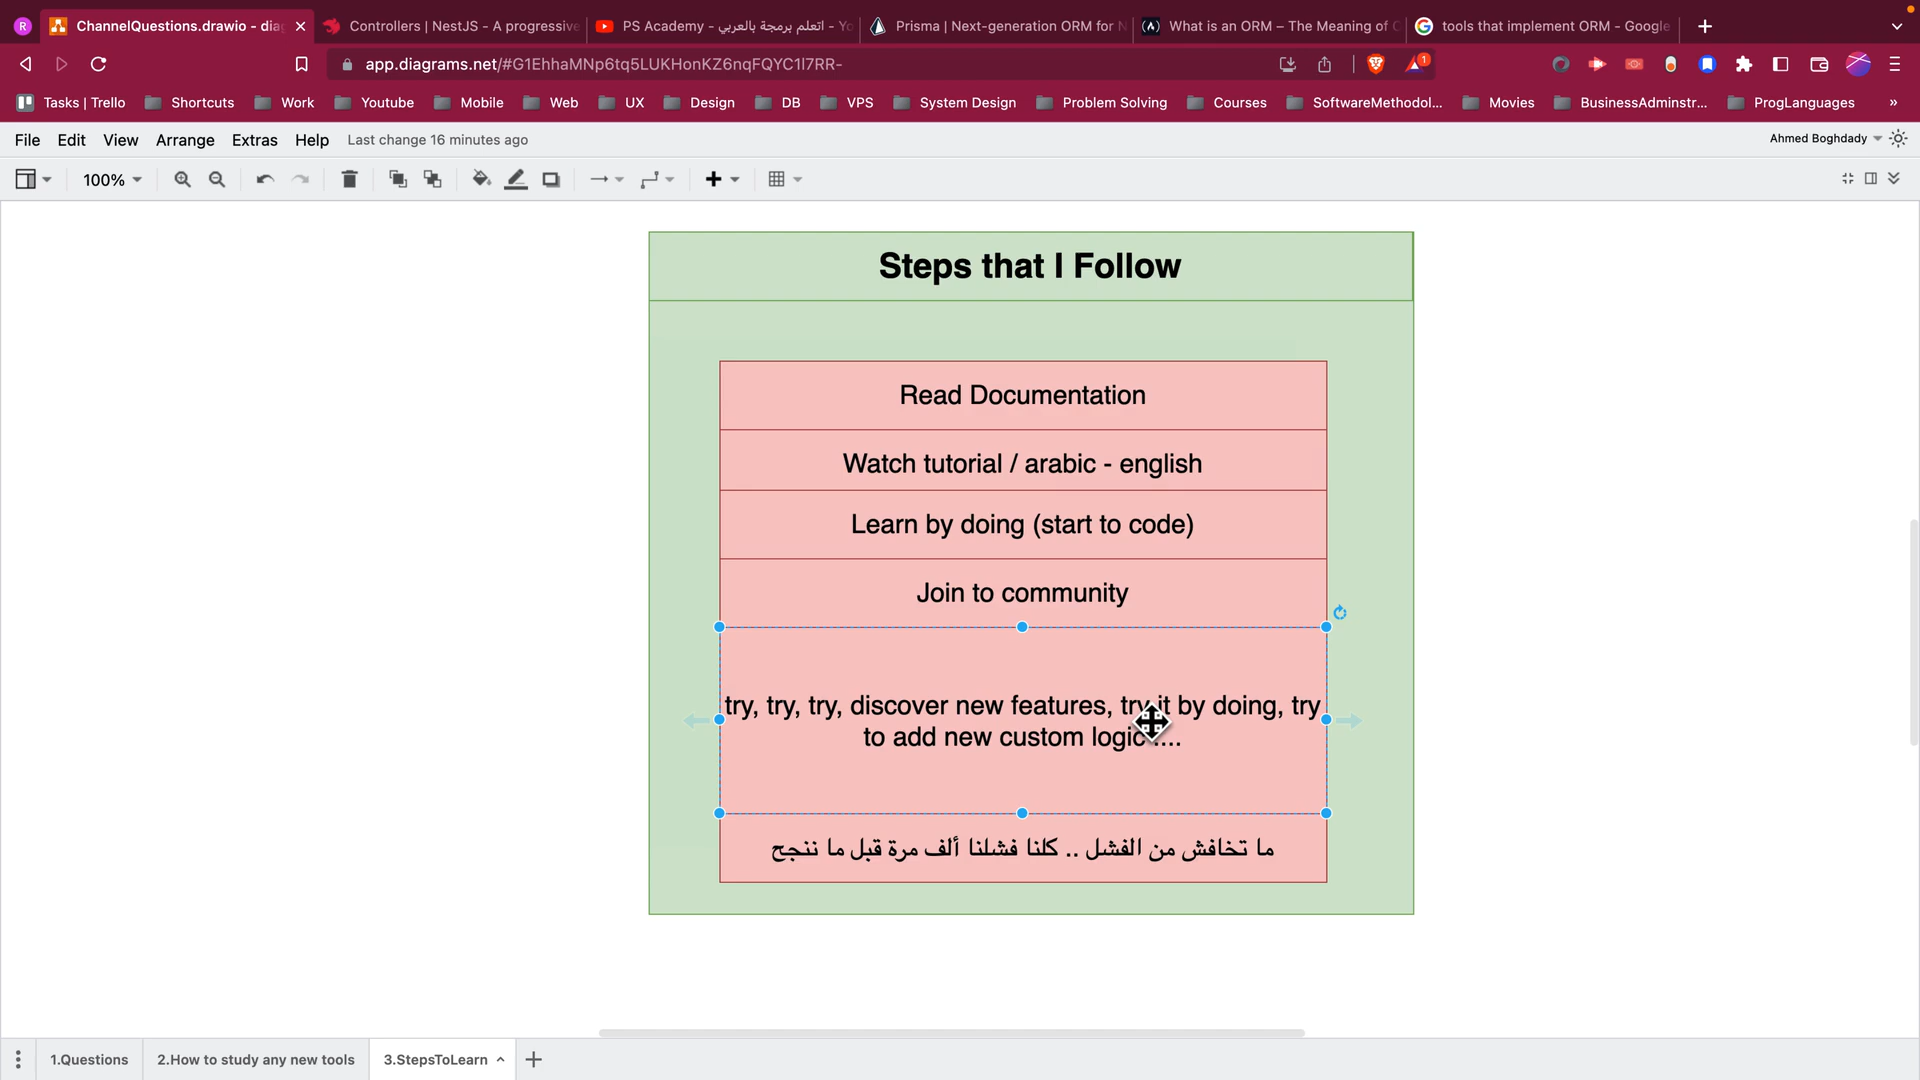 R
ChannelQuestions.drawio - dia
Controllers | NestJS - A progressive
PS Academy - اتعلم برمجة بالعربي - Yo
Prisma | Next-generation ORM for N
What is an ORM – The Meaning of O
tools that implement ORM - Google
app.diagrams.net/#G1EhhaMNp6tq5LUKHonKZ6nqFQYC1l7RR-
1
Tasks | Trello
Shortcuts
Work
Youtube
Mobile
Web
UX
Design
DB
VPS
System Design
Problem Solving
Courses
SoftwareMethodol...
Movies
BusinessAdminstr...
ProgLanguages
»
File
Edit
View
Arrange
Extras
Help
Last change 16 minutes ago
Ahmed Boghdady
100%
Steps that I Follow
Read Documentation
Watch tutorial / arabic - english
Learn by doing (start to code)
Join to community
try, try, try, discover new features, try it by doing, try
to add new custom logic ....
ما تخافش من الفشل .. كلنا فشلنا ألف مرة قبل ما ننجح
1.Questions
2.How to study any new tools
3.StepsToLearn